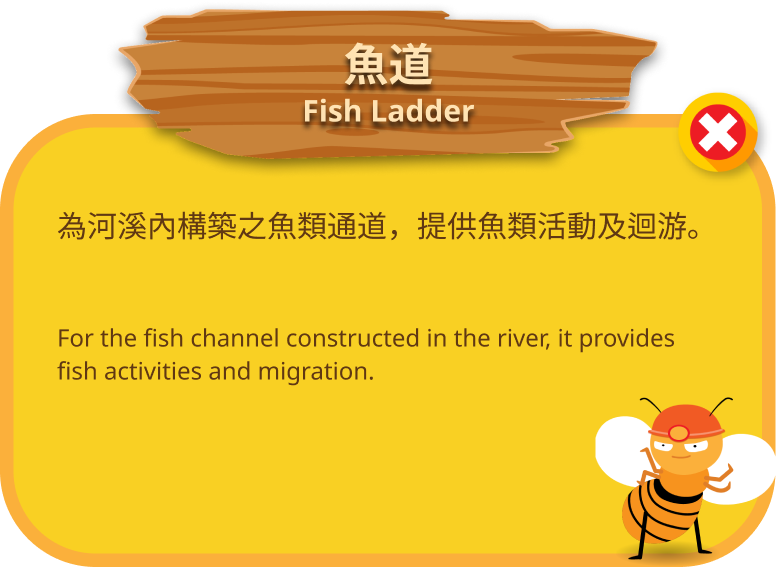 魚道
Fish Ladder
為河溪內構築之魚類通道，提供魚類活動及迴游。
For the fish channel constructed in the river, it provides
fish activities and migration.